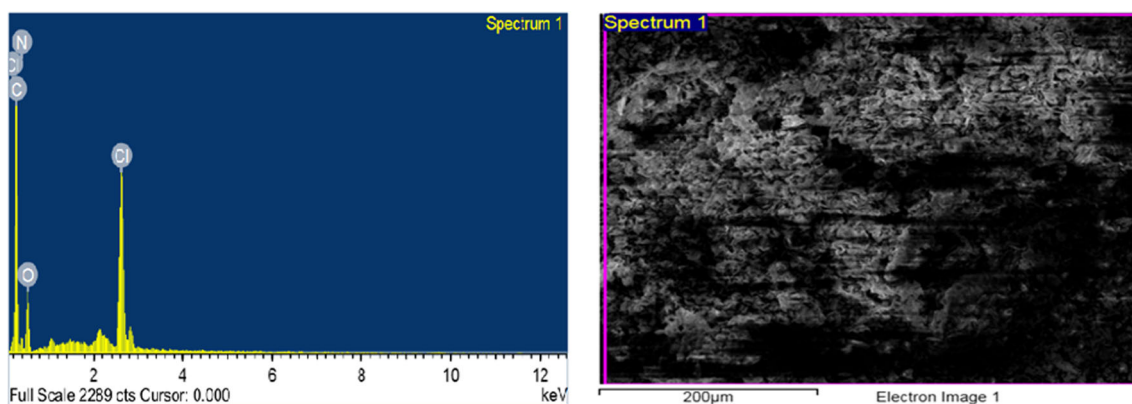 Spectrum 1
N
Cl
C
Cl
O
2 4 6 8 10 12
Full Scale 2289 cts Cursor: 0.000 keV
Spectrum 1
200µm Electron Image 1